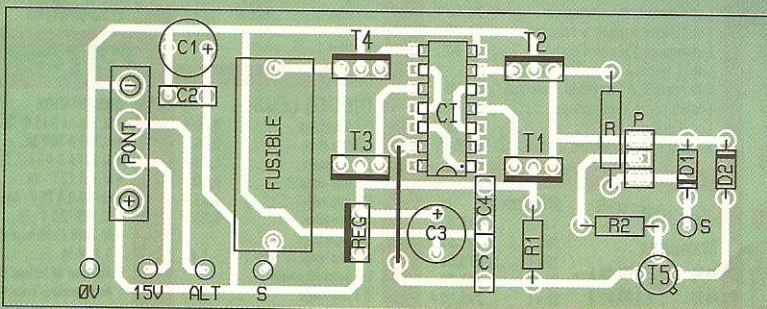 T4
T2
C1 +
C2
CI
PONT
FUSIBLE
T3
T1
R
P
D1
D2
REG
+
C3
C4
C
R1
R2
S
T5
0V
15V
ALT
S